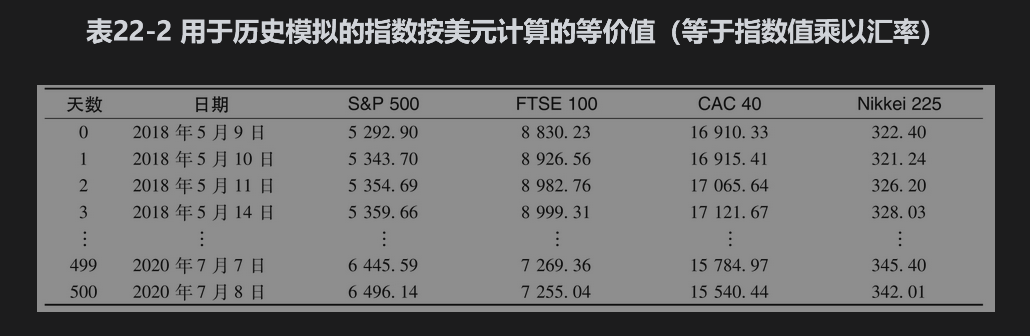 表22-2 用于历史模拟的指数按美元计算的等价值（等于指数值乘以汇率）
天数 日期 S&P 500 FTSE 100 CAC 40 Nikkei 225
0 2018 年 5 月 9 日 5 292. 90 8 830. 23 16 910. 33 322. 40
1 2018 年 5 月 10 日 5 343. 70 8 926. 56 16 915. 41 321. 24
2 2018 年 5 月 11 日 5 354. 69 8 982. 76 17 065. 64 326. 20
3 2018 年 5 月 14 日 5 359. 66 8 999. 31 17 121. 67 328. 03
⋮ ⋮ ⋮ ⋮ ⋮ ⋮
499 2020 年 7 月 7 日 6 445. 59 7 269. 36 15 784. 97 345. 40
500 2020 年 7 月 8 日 6 496. 14 7 255. 04 15 540. 44 342. 01